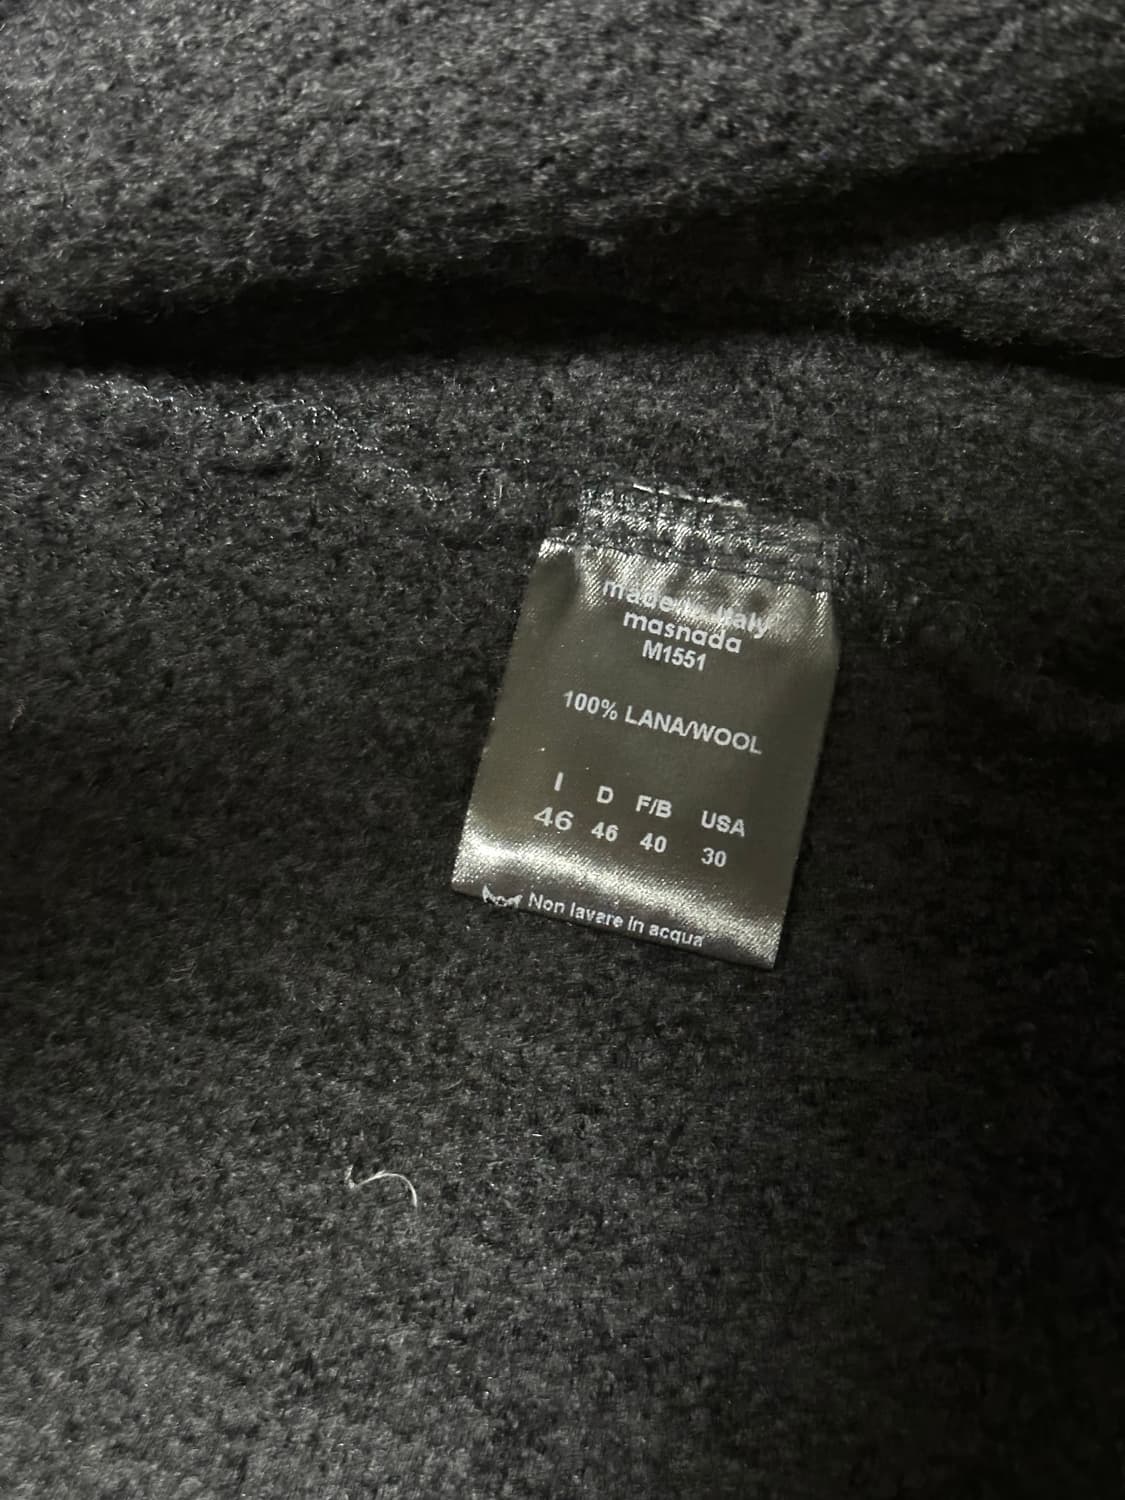 made in Italy
masnada
M1551
100% LANA/WOOL
I D F/B USA
46 46 40 30
Non lavare in acqua